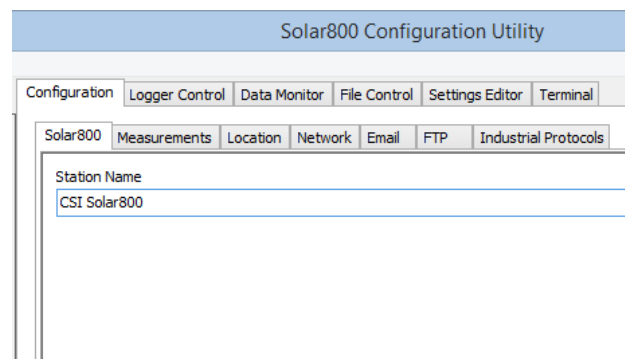 Solar800 Configuration Utility
Configuration Logger Control Data Monitor File Control Settings Editor Terminal
Solar800 Measurements Location Network Email FTP Industrial Protocols
Station Name
CSI Solar800